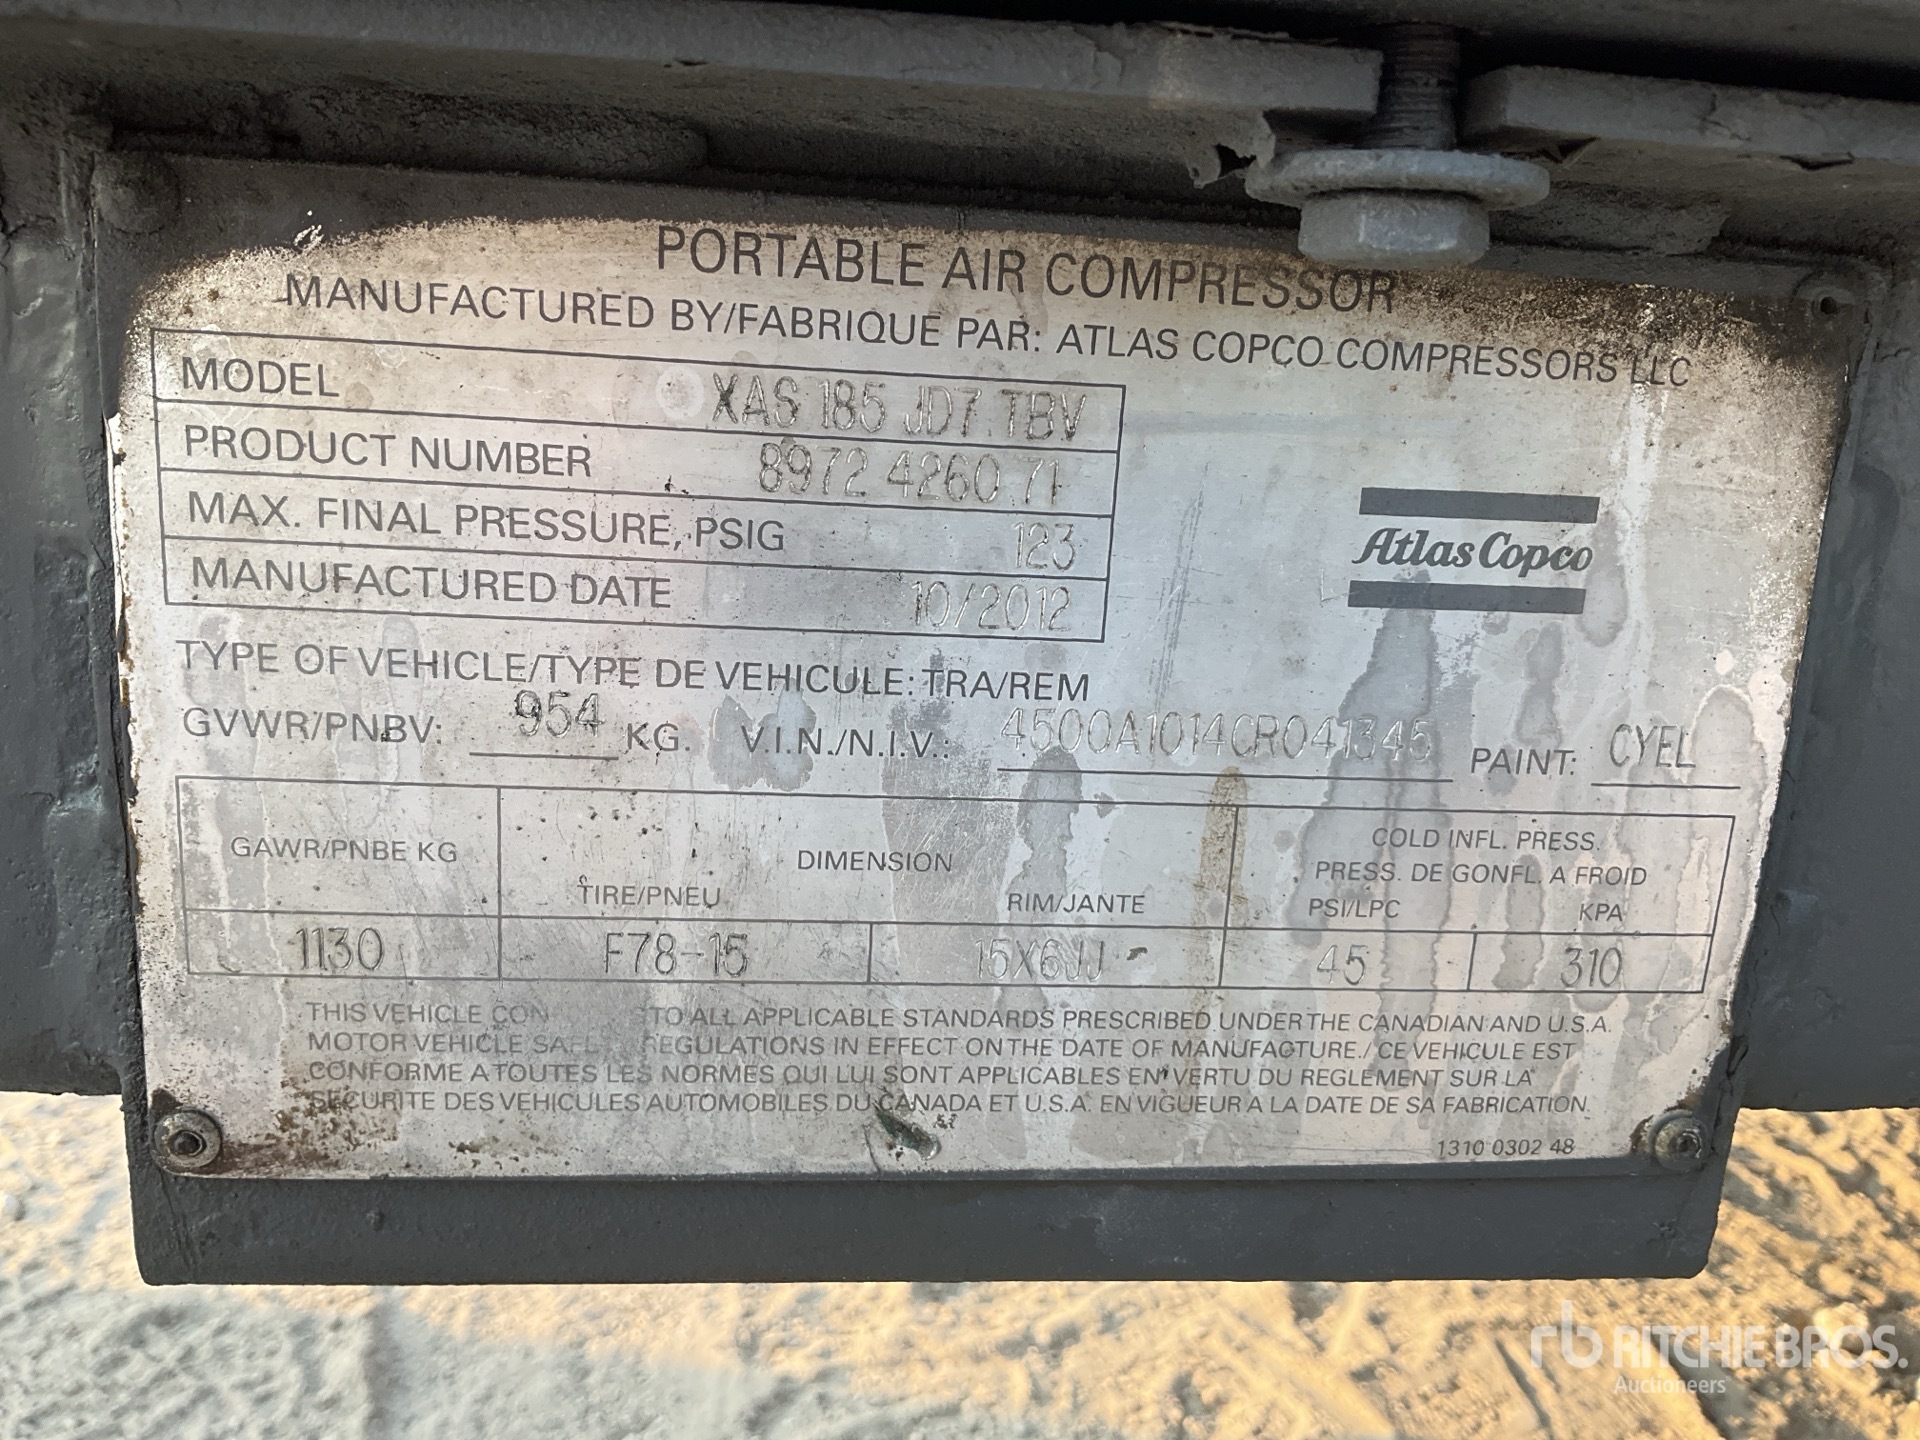 PORTABLE AIR COMPRESSOR
MANUFACTURED BY/FABRIQUE PAR: ATLAS COPCO COMPRESSORS LLC
MODEL XAS 185 JD7 TBV
PRODUCT NUMBER 8972 4260 71
MAX. FINAL PRESSURE, PSIG 123
MANUFACTURED DATE 10/2012
Atlas Copco
TYPE OF VEHICLE/TYPE DE VEHICULE: TRA/REM
GVWR/PNBV: 954 KG. V.I.N./N.I.V.: 4500A1014CR041345 PAINT: CYEL
GAWR/PNBE KG DIMENSION COLD INFL. PRESS.
PRESS. DE GONFL. A FROID
TIRE/PNEU RIM/JANTE PSI/LPC KPA
1130 F78-15 15X6JJ 45 310
THIS VEHICLE CON TO ALL APPLICABLE STANDARDS PRESCRIBED UNDER THE CANADIAN AND U.S.A.
MOTOR VEHICLE REGULATIONS IN EFFECT ON THE DATE OF MANUFACTURE./ CE VEHICULE EST
CONFORME A TOUTES LES NORMES QUI LUI SONT APPLICABLES EN VERTU DU REGLEMENT SUR LA
SECURITE DES VEHICULES AUTOMOBILES DU CANADA ET U.S.A. EN VIGUEUR A LA DATE DE SA FABRICATION.
1310 0302 48
rb RITCHIE BROS.
Auctioneers